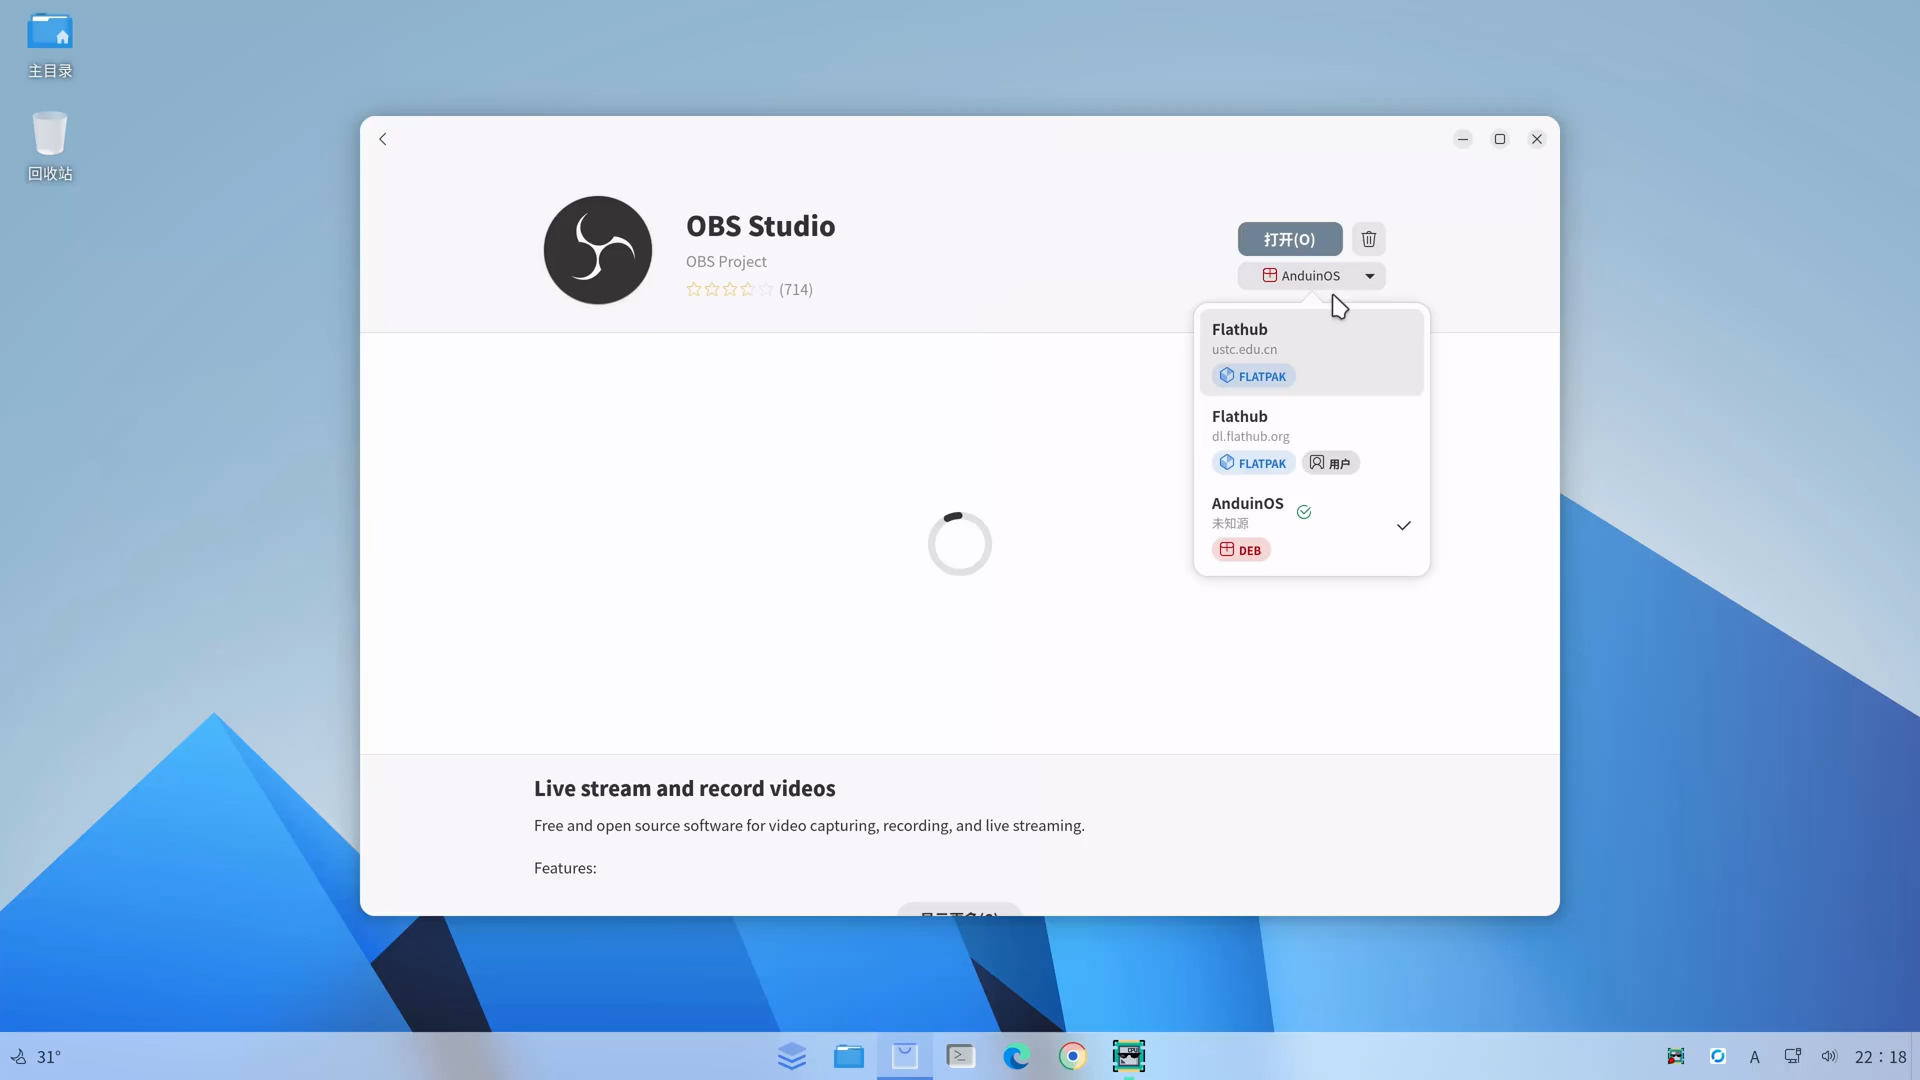 主目录
回收站
OBS Studio
OBS Project
(714)
打开(O)
AnduinOS
Flathub
ustc.edu.cn
FLATPAK
Flathub
dl.flathub.org
FLATPAK
用户
AnduinOS
未知源
DEB
Live stream and record videos
Free and open source software for video capturing, recording, and live streaming.
Features:
31°
CPU
A
22：18